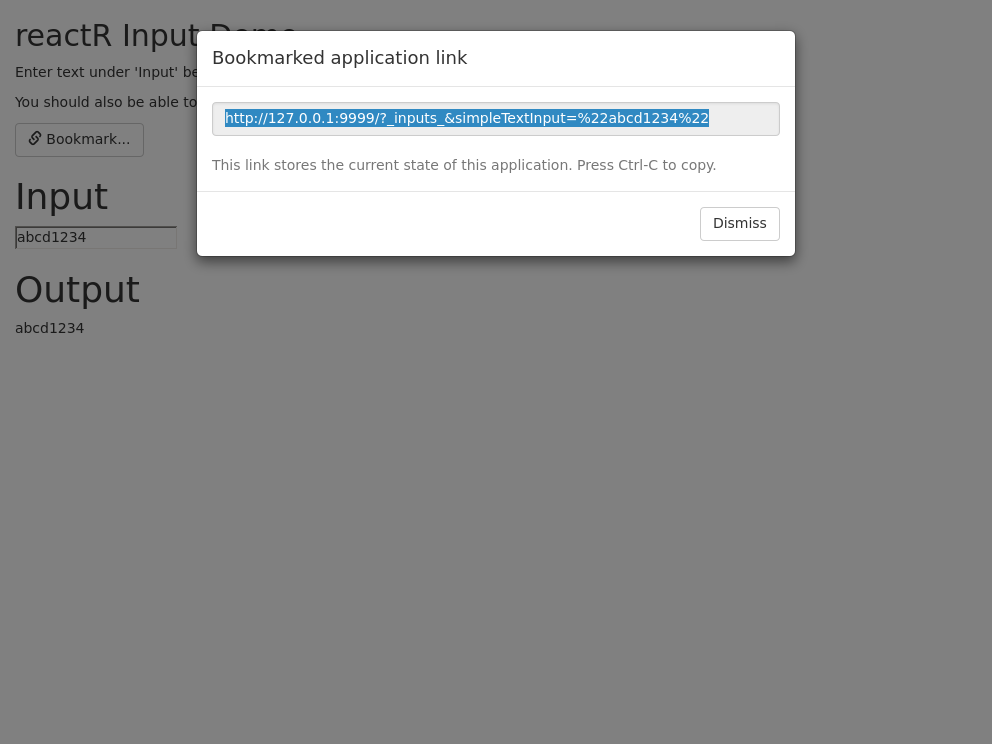 reactR Input Demo
Enter text under 'Input' be
You should also be able to
Bookmark...
Input
abcd1234
Output
abcd1234
Bookmarked application link
http://127.0.0.1:9999/?_inputs_&simpleTextInput=%22abcd1234%22
This link stores the current state of this application. Press Ctrl-C to copy.
Dismiss